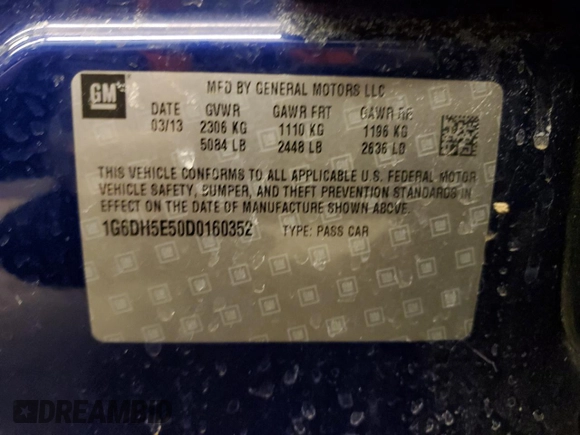 GM
MFD BY GENERAL MOTORS LLC
DATE GVWR GAWR FRT GAWR RR
03/13 2306 KG 1110 KG 1196 KG
5084 LB 2448 LB 2636 LB
THIS VEHICLE CONFORMS TO ALL APPLICABLE U.S. FEDERAL MOTOR
VEHICLE SAFETY, BUMPER, AND THEFT PREVENTION STANDARDS IN
EFFECT ON THE DATE OF MANUFACTURE SHOWN ABOVE.
1G6DH5E50D0160352 TYPE: PASS CAR
DREAMBID